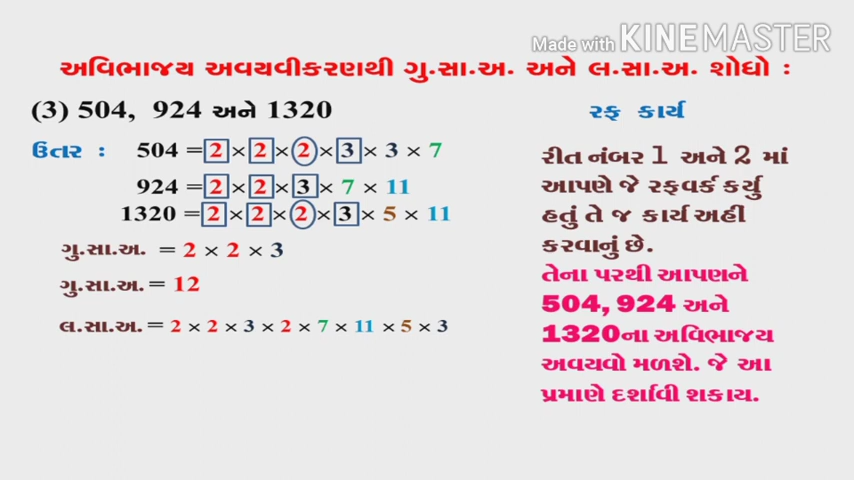 Made with KINEMASTER
અવિભાજય અવયવીકરણથી ગુ.સા.અ. અને લ.સા.અ. શોધો :
(3) 504, 924 અને 1320
રફ કાર્ય
ઉતર : 504 = 2 × 2 × 2 × 3 × 3 × 7
924 = 2 × 2 × 3 × 7 × 11
1320 = 2 × 2 × 2 × 3 × 5 × 11
ગુ.સા.અ. = 2 × 2 × 3
ગુ.સા.અ. = 12
લ.સા.અ. = 2 × 2 × 3 × 2 × 7 × 11 × 5 × 3
રીત નંબર 1 અને 2 માં
આપણે જે રફવર્ક કર્યુ
હતું તે જ કાર્ય અહીં
કરવાનું છે.
તેના પરથી આપણને
504, 924 અને
1320ના અવિભાજય
અવયવો મળશે. જે આ
પ્રમાણે દર્શાવી શકાય.